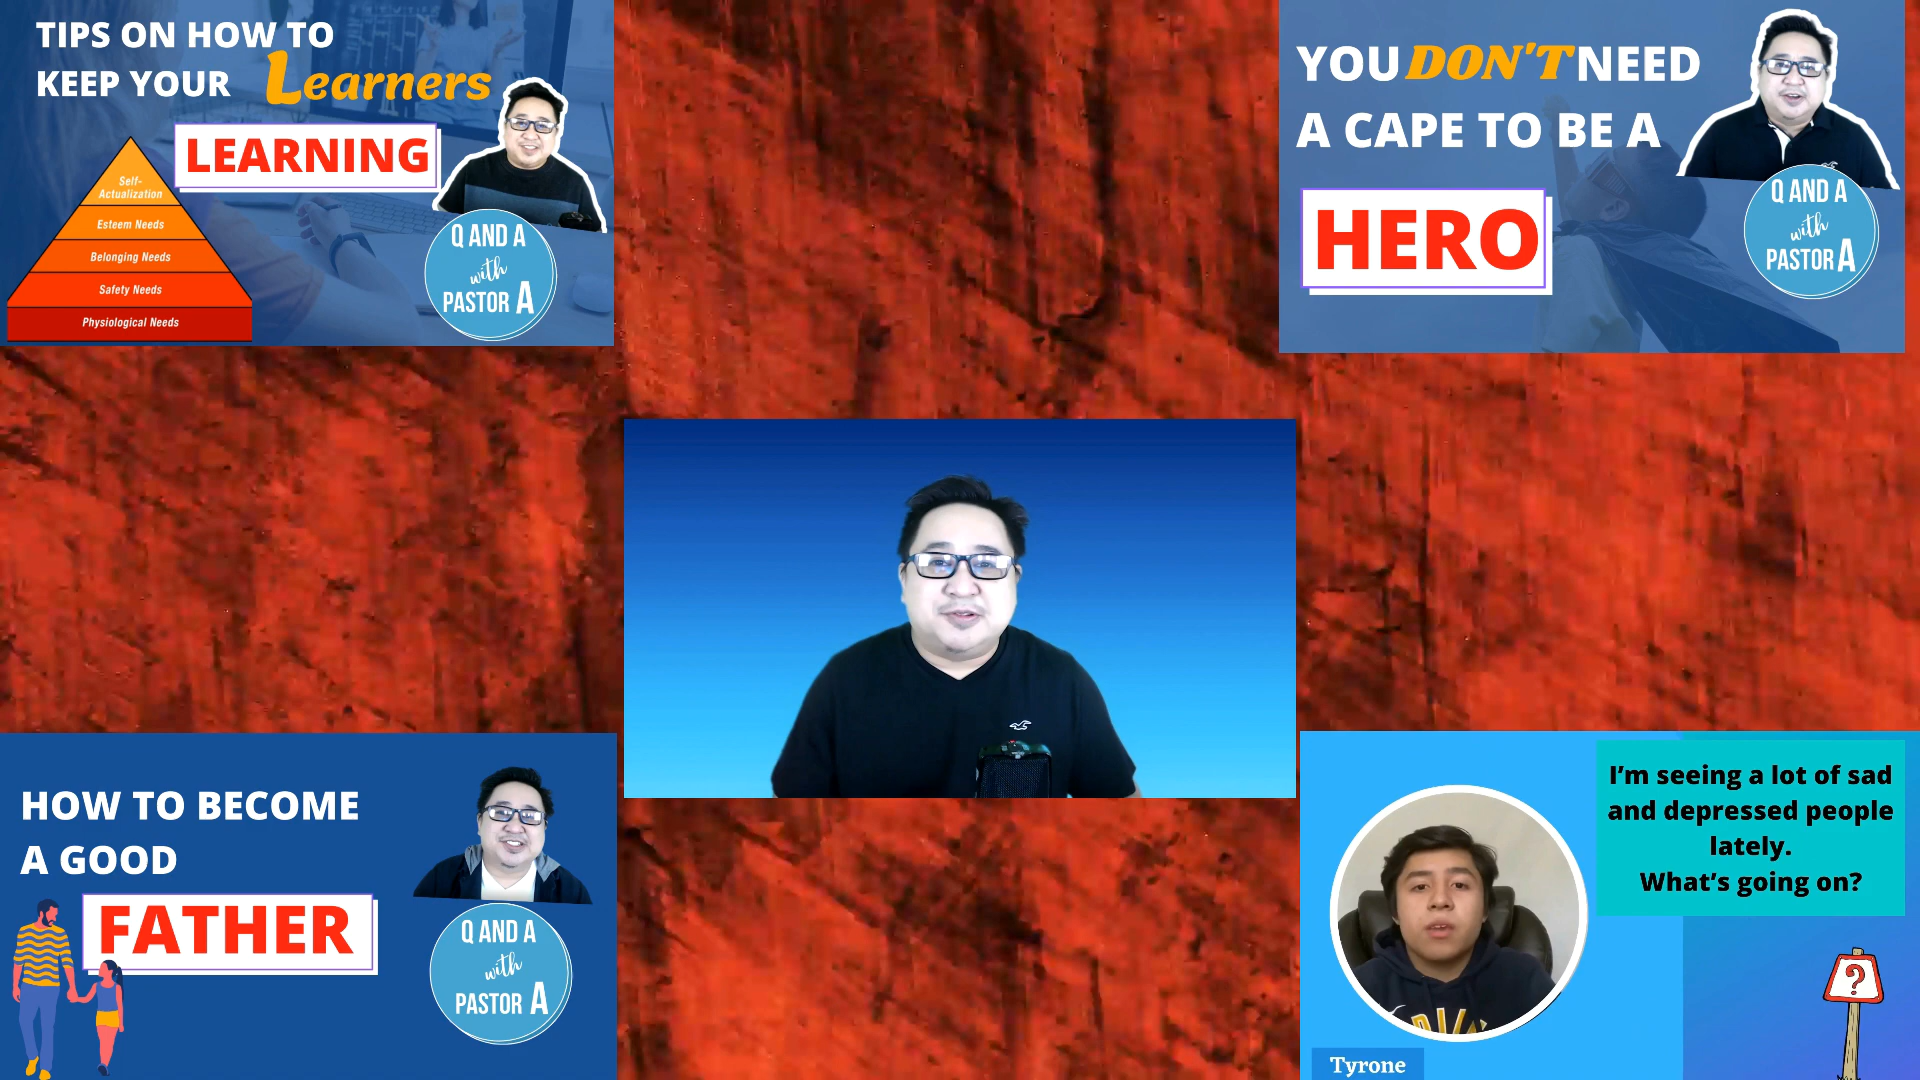 TIPS ON HOW TO
KEEP YOUR Learners
LEARNING
Self-
Actualization
Esteem Needs
Belonging Needs
Safety Needs
Physiological Needs
Q AND A
with
PASTOR A
YOU DON'T NEED
A CAPE TO BE A
HERO
Q AND A
with
PASTOR A
HOW TO BECOME
A GOOD
FATHER
Q AND A
with
PASTOR A
I'm seeing a lot of sad
and depressed people
lately.
What's going on?
?
Tyrone